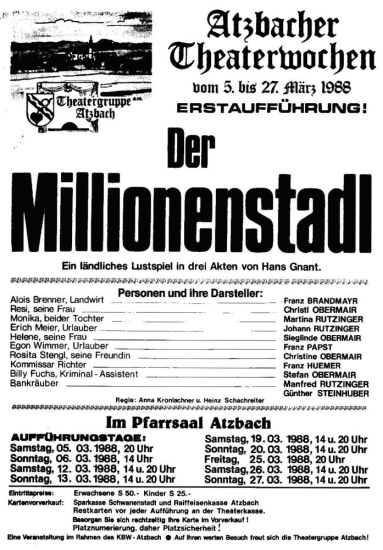 Atzbacher
Theaterwochen
vom 5. bis 27. März 1988
ERSTAUFFÜHRUNG!
Theatergruppe
Atzbach
Der
Millionenstadl
Ein ländliches Lustspiel in drei Akten von Hans Gnant.
Personen und ihre Darsteller:
Alois Brenner, Landwirt Franz BRANDMAYR
Resi, seine Frau Christl OBERMAIR
Monika, beider Tochter Martina RUTZINGER
Erich Meier, Urlauber Johann RUTZINGER
Helene, seine Frau Sieglinde OBERMAIR
Egon Wimmer, Urlauber Franz PAPST
Rosita Stengl, seine Freundin Christine OBERMAIR
Kommissar Richter Franz HUEMER
Billy Fuchs, Kriminal-Assistent Stefan OBERMAIR
Bankräuber Manfred RUTZINGER
Günther STEINHUBER
Regie: Anna Kronlachner u. Heinz Schachreiter
Im Pfarrsaal Atzbach
AUFFÜHRUNGSTAGE:
Samstag, 05. 03. 1988, 20 Uhr
Sonntag, 06. 03. 1988, 14 Uhr
Samstag, 12. 03. 1988, 14 u. 20 Uhr
Sonntag, 13. 03. 1988, 14 u. 20 Uhr
Samstag, 19. 03. 1988, 14 u. 20 Uhr
Sonntag, 20. 03. 1988, 14 u. 20 Uhr
Freitag, 25. 03. 1988, 20 Uhr
Samstag, 26. 03. 1988, 14 u. 20 Uhr
Sonntag, 27. 03. 1988, 14 u. 20 Uhr
Eintrittspreise: Erwachsene S 50.- Kinder S 25.-
Kartenvorverkauf: Sparkasse Schwanenstadt und Raiffeisenkasse Atzbach
Restkarten vor jeder Aufführung an der Theaterkasse.
Besorgen Sie sich rechtzeitig Ihre Karte im Vorverkauf!
Platznumerierung, daher Platzsicherheit!
Eine Veranstaltung im Rahmen des KBW-Atzbach ● Auf Ihren werten Besuch freut sich die Theatergruppe Atzbach!